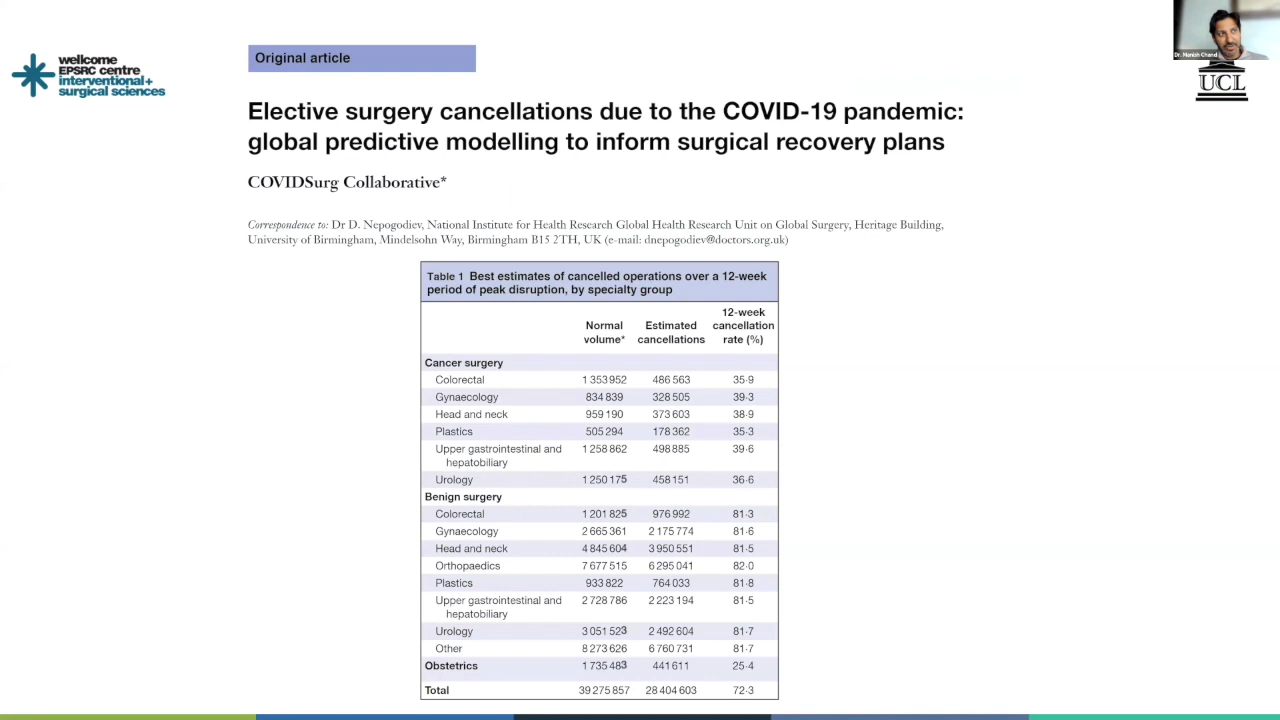 wellcome
EPSRC centre
interventional+
surgical sciences
Dr. Manish Chand
UCL
Original article
Elective surgery cancellations due to the COVID-19 pandemic:
global predictive modelling to inform surgical recovery plans
COVIDSurg Collaborative*
Correspondence to: Dr D. Nepogodiev, National Institute for Health Research Global Health Research Unit on Global Surgery, Heritage Building,
University of Birmingham, Mindelsohn Way, Birmingham B15 2TH, UK (e-mail: dnepogodiev@doctors.org.uk)
Table 1 Best estimates of cancelled operations over a 12-week
period of peak disruption, by specialty group
Normal volume* Estimated cancellations 12-week cancellation rate (%)
Cancer surgery
Colorectal 1 353 952 486 563 35·9
Gynaecology 834 839 328 505 39·3
Head and neck 959 190 373 603 38·9
Plastics 505 294 178 362 35·3
Upper gastrointestinal and 1 258 862 498 885 39·6
hepatobiliary
Urology 1 250 175 458 151 36·6
Benign surgery
Colorectal 1 201 825 976 992 81·3
Gynaecology 2 665 361 2 175 774 81·6
Head and neck 4 845 604 3 950 551 81·5
Orthopaedics 7 677 515 6 295 041 82·0
Plastics 933 822 764 033 81·8
Upper gastrointestinal and 2 728 786 2 223 194 81·5
hepatobiliary
Urology 3 051 523 2 492 604 81·7
Other 8 273 626 6 760 731 81·7
Obstetrics 1 735 483 441 611 25·4
Total 39 275 857 28 404 603 72·3